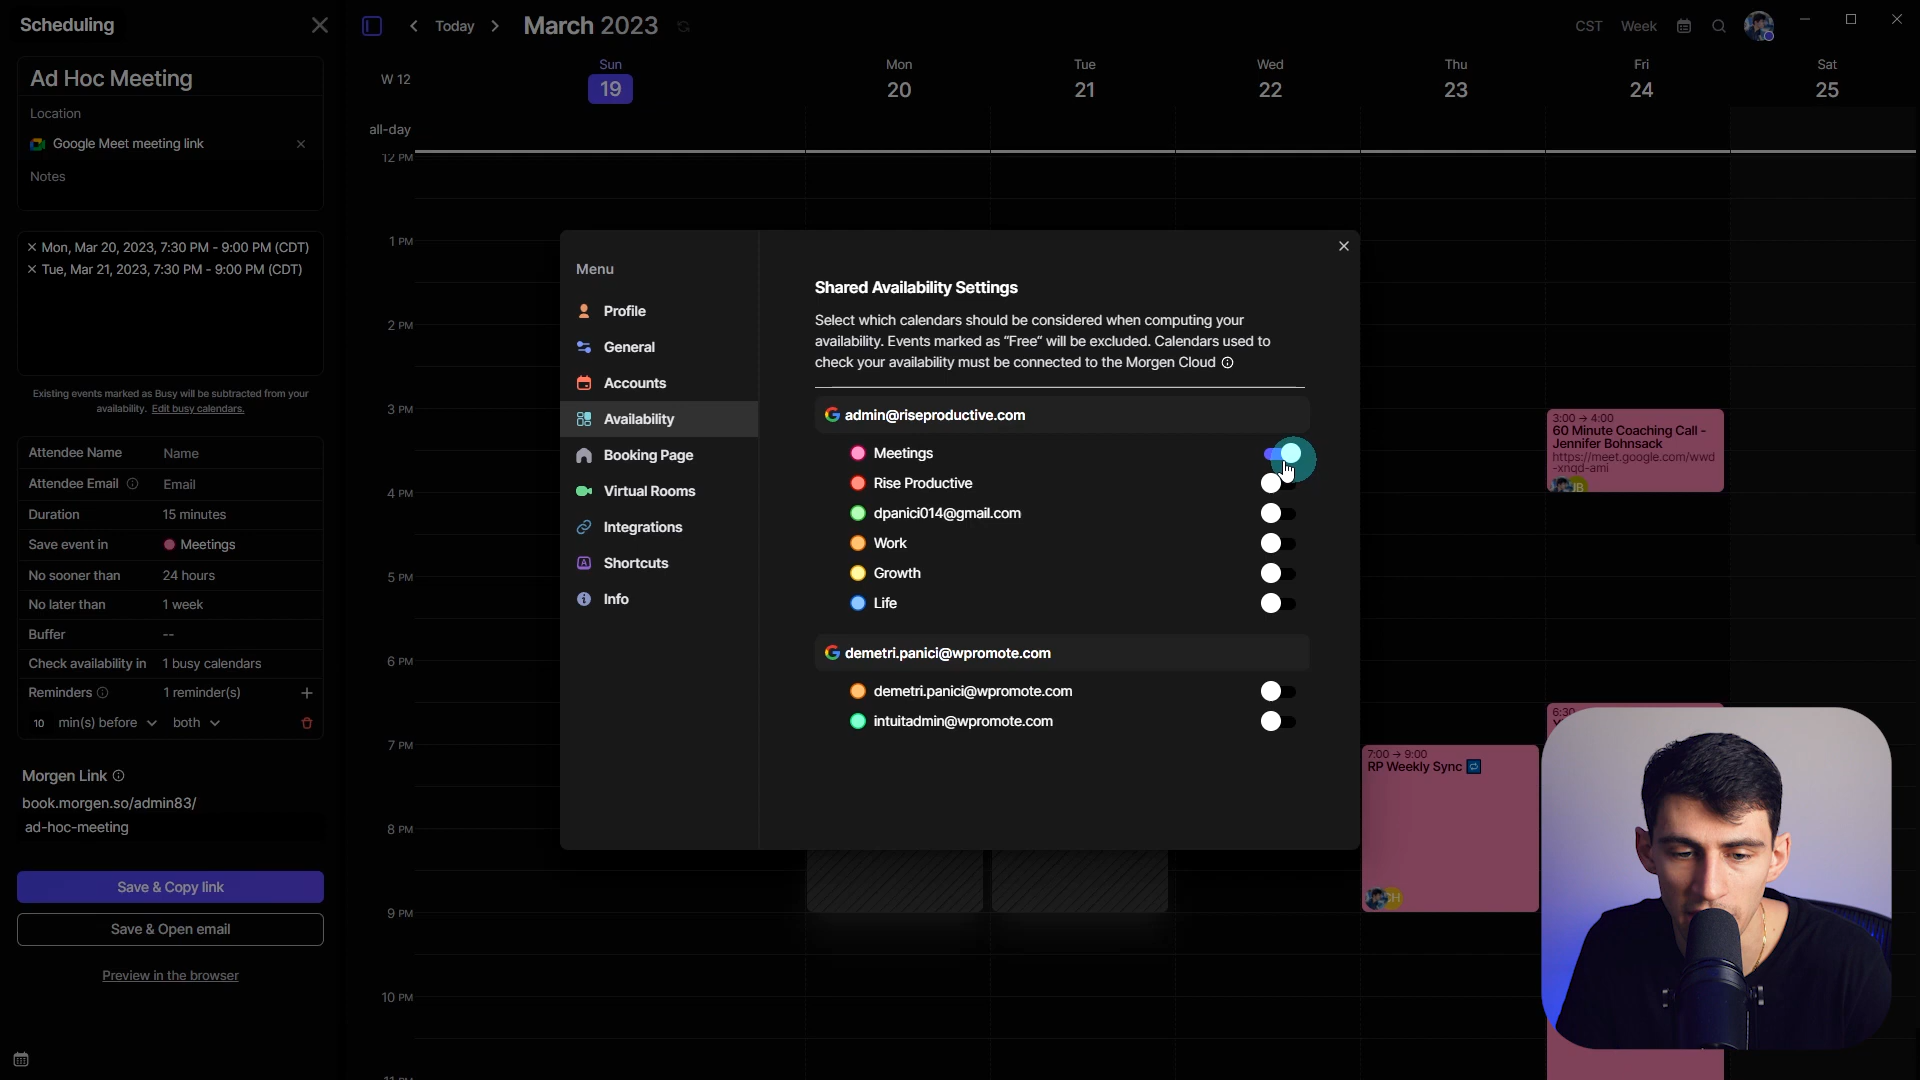 Scheduling
Ad Hoc Meeting
Location
Google Meet meeting link
Notes
Mon, Mar 20, 2023, 7:30 PM - 9:00 PM (CDT)
Tue, Mar 21, 2023, 7:30 PM - 9:00 PM (CDT)
Existing events marked as Busy will be subtracted from your
availability. Edit busy calendars.
Attendee Name Name
Attendee Email Email
Duration 15 minutes
Save event in Meetings
No sooner than 24 hours
No later than 1 week
Buffer --
Check availability in 1 busy calendars
Reminders 1 reminder(s)
10 min(s) before both
Morgen Link
book.morgen.so/admin83/
ad-hoc-meeting
Save & Copy link
Save & Open email
Preview in the browser
Today
March 2023
CST Week
W 12
Sun
19
Mon
20
Tue
21
Wed
22
Thu
23
Fri
24
Sat
25
all-day
12 PM
1 PM
2 PM
3 PM
4 PM
5 PM
6 PM
7 PM
8 PM
9 PM
10 PM
11 PM
Menu
Profile
General
Accounts
Availability
Booking Page
Virtual Rooms
Integrations
Shortcuts
Info
Shared Availability Settings
Select which calendars should be considered when computing your
availability. Events marked as “Free” will be excluded. Calendars used to
check your availability must be connected to the Morgen Cloud
admin@riseproductive.com
Meetings
Rise Productive
dpanici014@gmail.com
Work
Growth
Life
demetri.panici@wpromote.com
demetri.panici@wpromote.com
intuitadmin@wpromote.com
3:00 → 4:00
60 Minute Coaching Call -
Jennifer Bohnsack
https://meet.google.com/wwd
-xnqd-ami
JB
6:30
7:00 → 9:00
RP Weekly Sync
CH